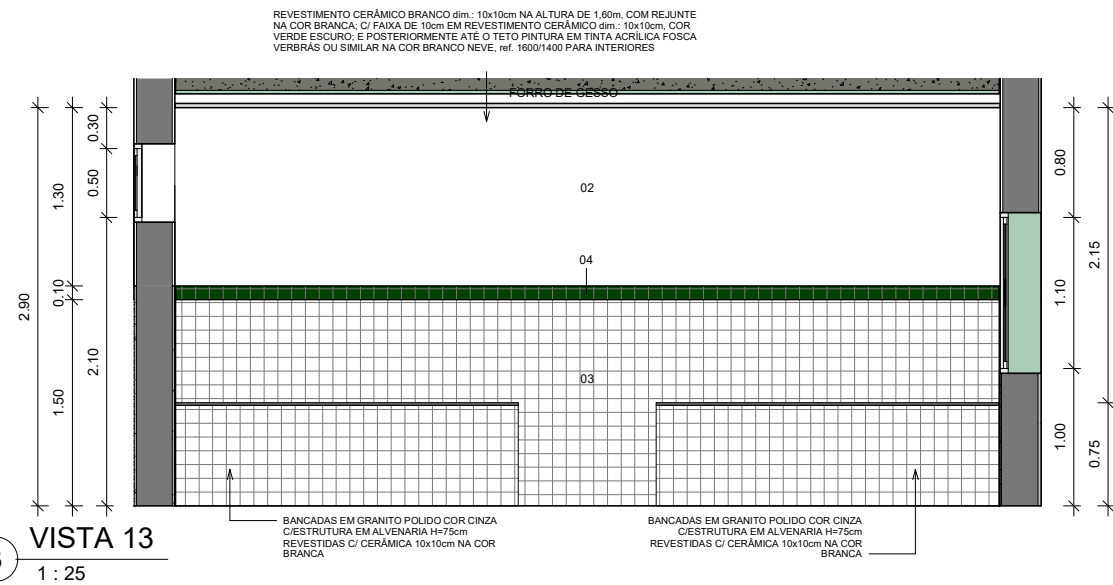 REVESTIMENTO CERÂMICO BRANCO dim.: 10x10cm NA ALTURA DE 1,60m, COM REJUNTE
NA COR BRANCA; C/ FAIXA DE 10cm EM REVESTIMENTO CERÂMICO dim.: 10x10cm, COR
VERDE ESCURO; E POSTERIORMENTE ATÉ O TETO PINTURA EM TINTA ACRÍLICA FOSCA
VERBRÁS OU SIMILAR NA COR BRANCO NEVE, ref. 1600/1400 PARA INTERIORES
FORRO DE GESSO
2.90
1.30
0.10
1.50
0.30
0.50
2.10
02
04
03
0.80
1.10
1.00
2.15
0.75
BANCADAS EM GRANITO POLIDO COR CINZA
C/ESTRUTURA EM ALVENARIA H=75cm
REVESTIDAS C/ CERÂMICA 10x10cm NA COR
BRANCA
BANCADAS EM GRANITO POLIDO COR CINZA
C/ESTRUTURA EM ALVENARIA H=75cm
REVESTIDAS C/ CERÂMICA 10x10cm NA COR
BRANCA
VISTA 13
1 : 25